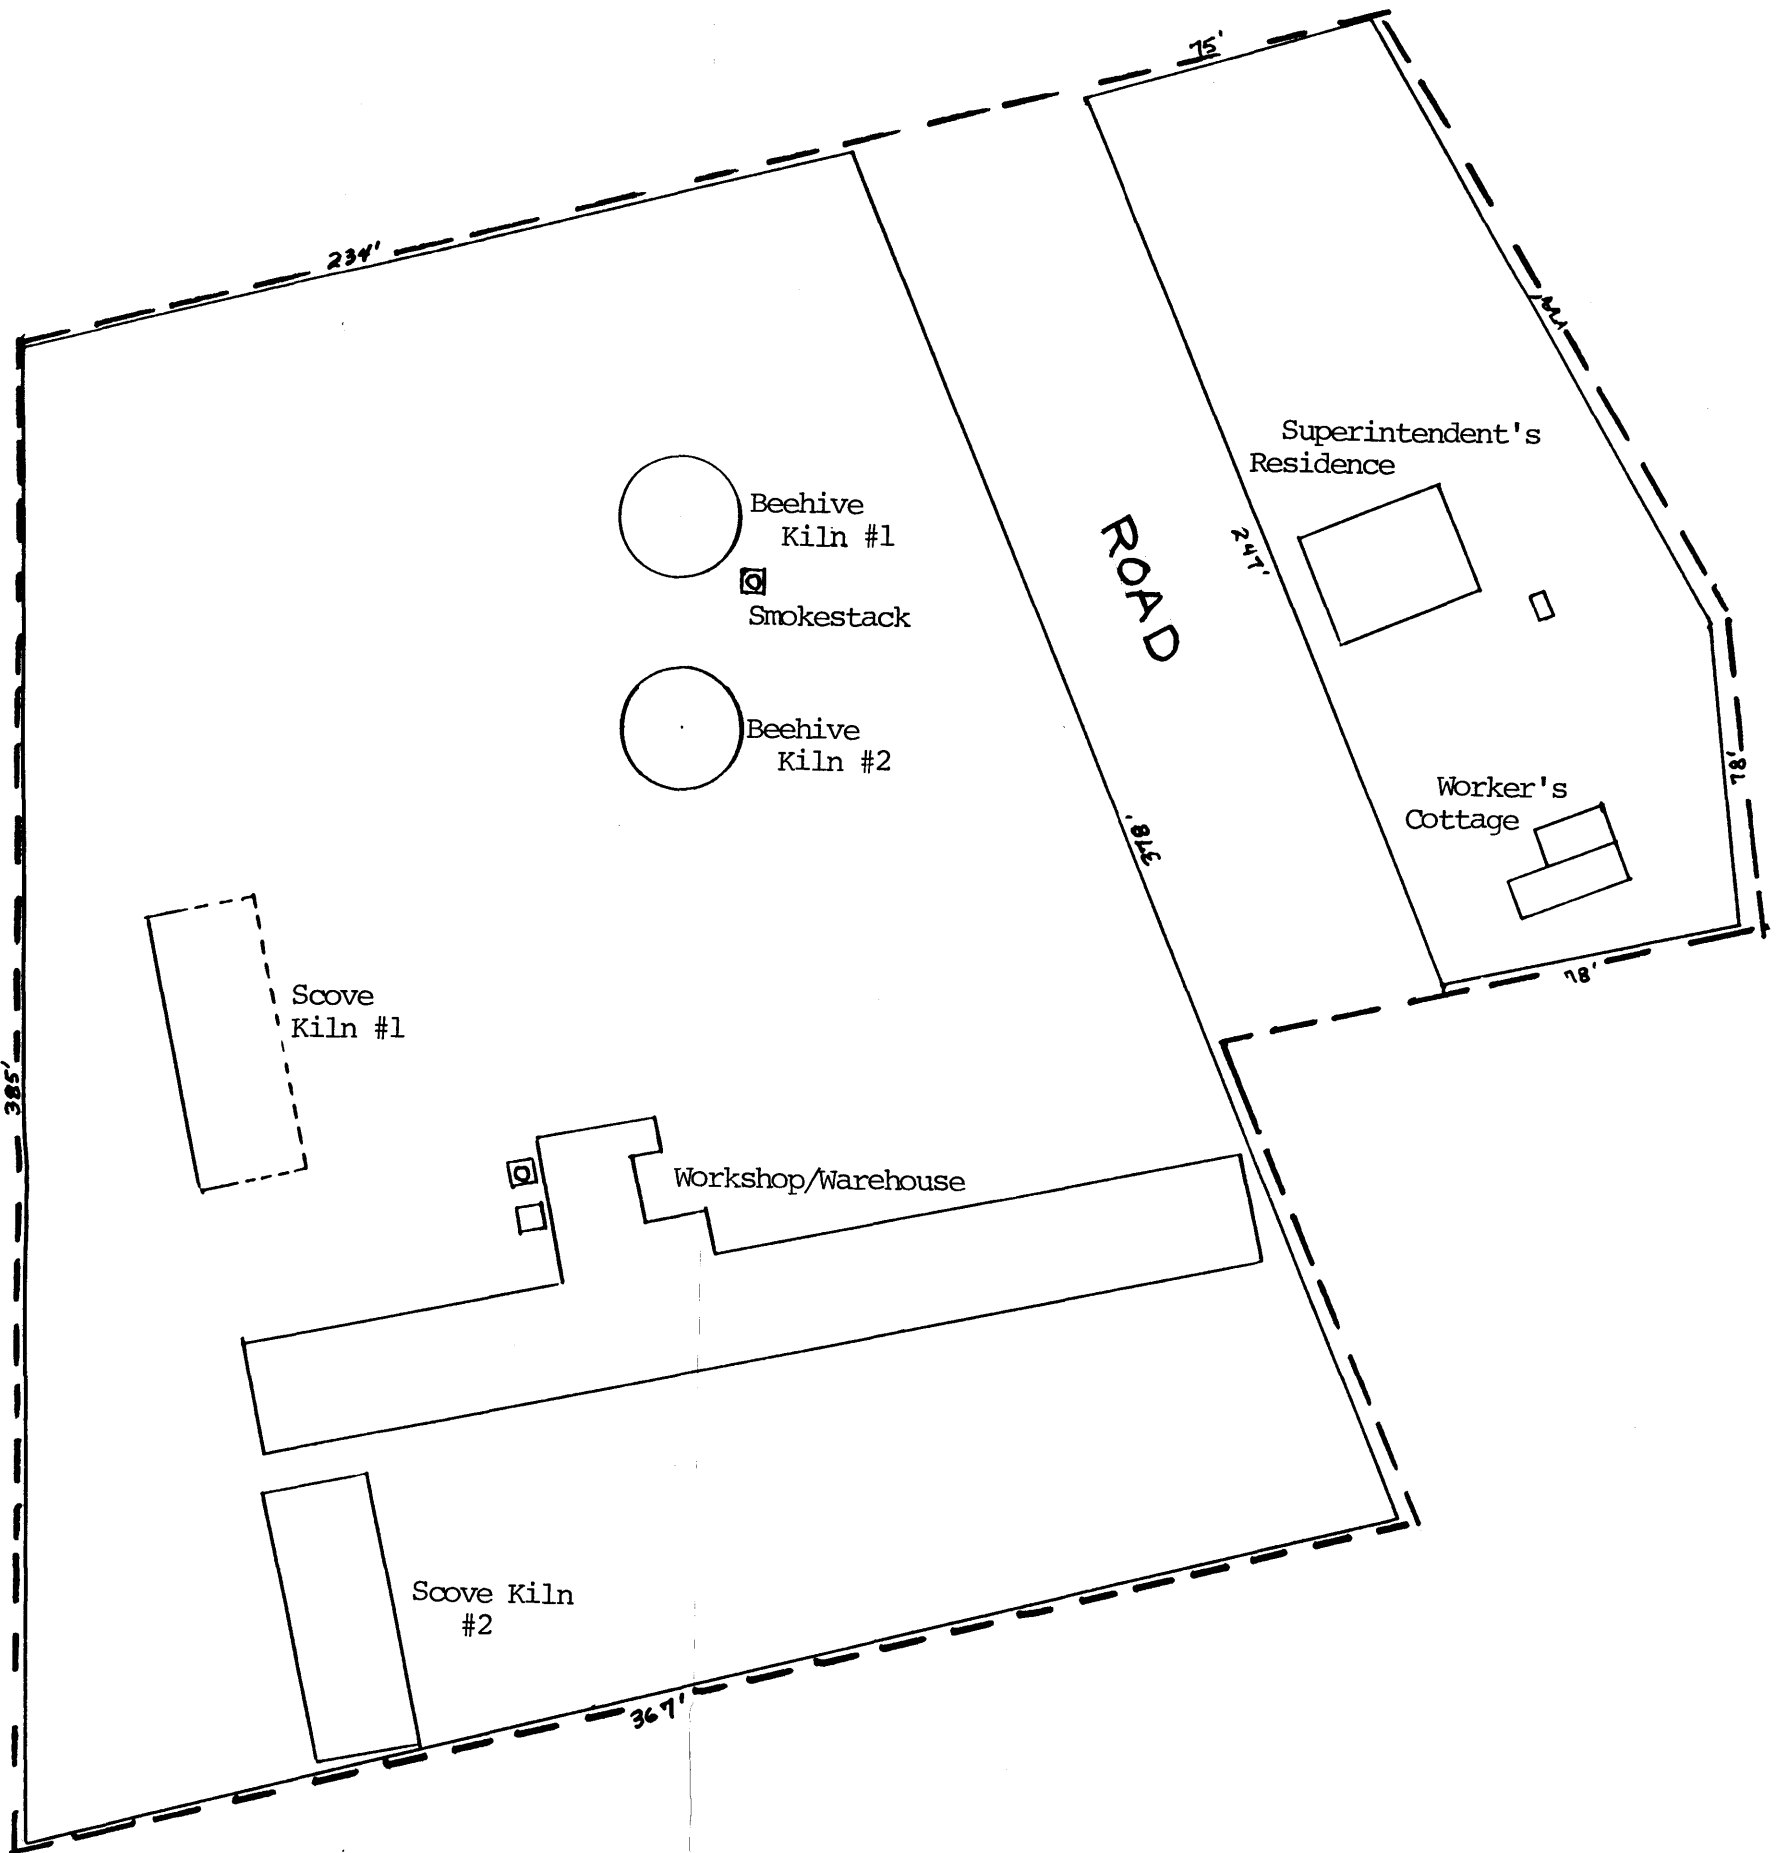 75'
234'
Superintendent's
Residence
Beehive
Kiln #1
ROAD
247'
Smokestack
Beehive
Kiln #2
78'
Worker's
Cottage
378'
78'
Scove
Kiln #1
385'
Workshop/Warehouse
Scove Kiln
#2
367'